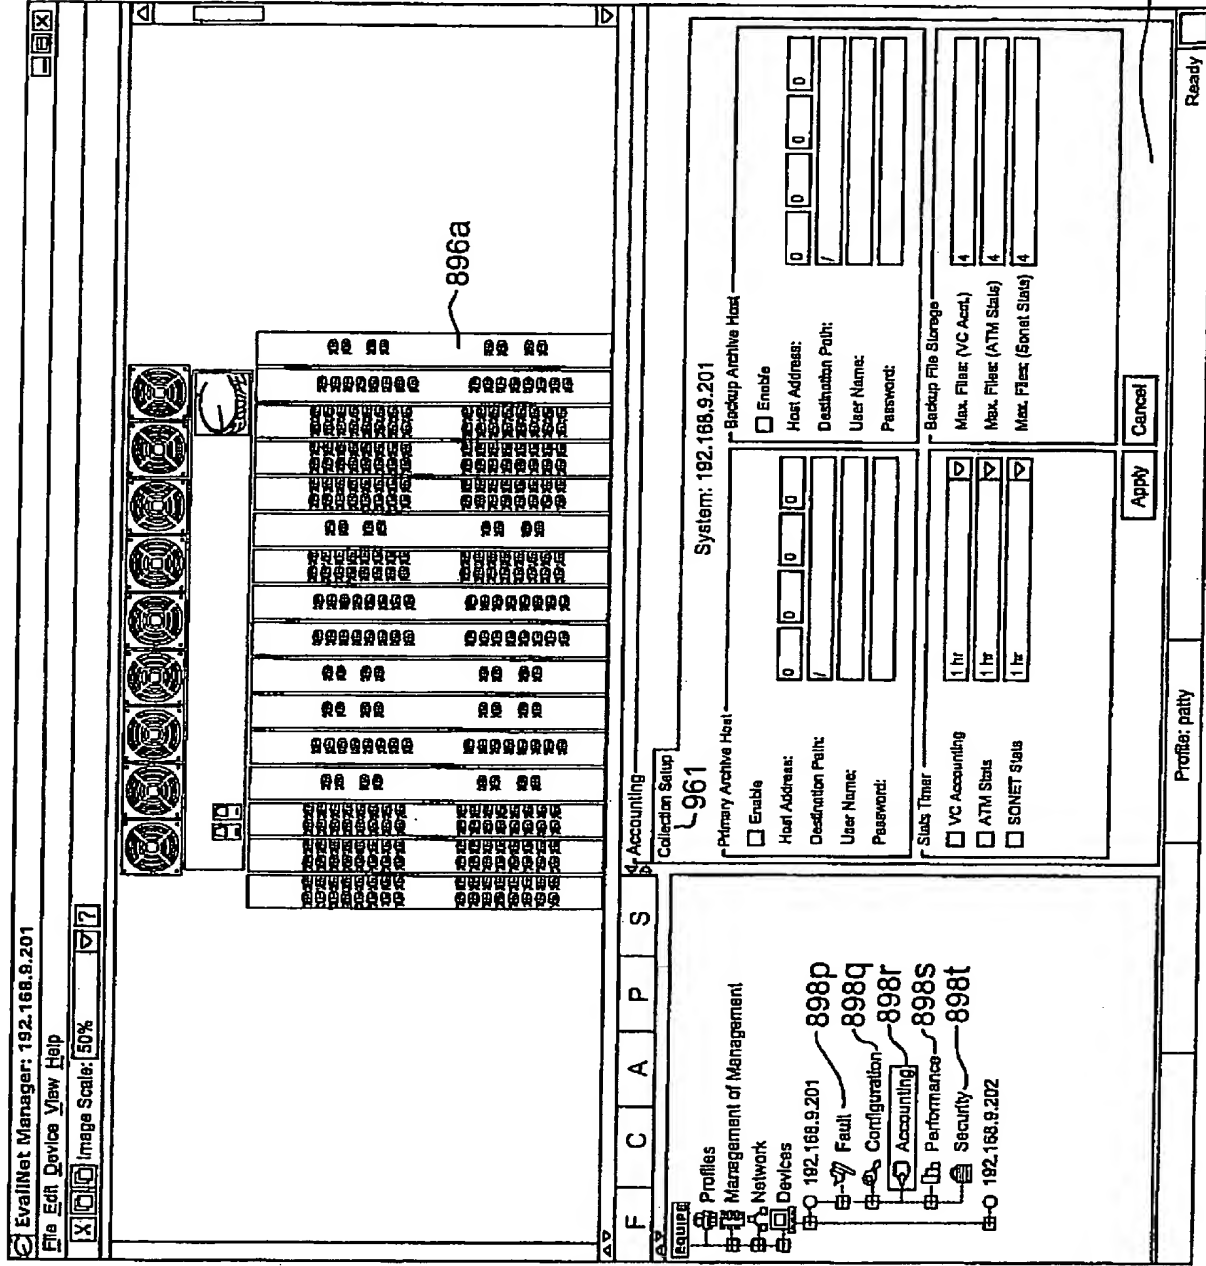 EvaliNet Manager: 192.168.9.201
File Edit Device View Help
Image Scale: 50% ?
896a
F C A P S
EQUIPE
Profiles
Management of Management
Network
Devices
192.168.9.201
Fault 898p
Configuration 898q
Accounting 898r
Performance 898s
Security 898t
192.168.9.202
Accounting
Collection Setup
961
System: 192.168.9.201
Primary Archive Host
Enable
Host Address: 0 0 0 0
Destination Path: /
User Name:
Password:
Backup Archive Host
Enable
Host Address: 0 0 0 0
Destination Path: /
User Name:
Password:
Stats Timer
VC Accounting 1 hr
ATM Stats 1 hr
SONET Stats 1 hr
Backup File Storage
Max. Files: (VC Acct.) 4
Max. Files: (ATM Stats) 4
Max. Files: (Sonet Stats) 4
Apply Cancel
Profile: patty
Ready